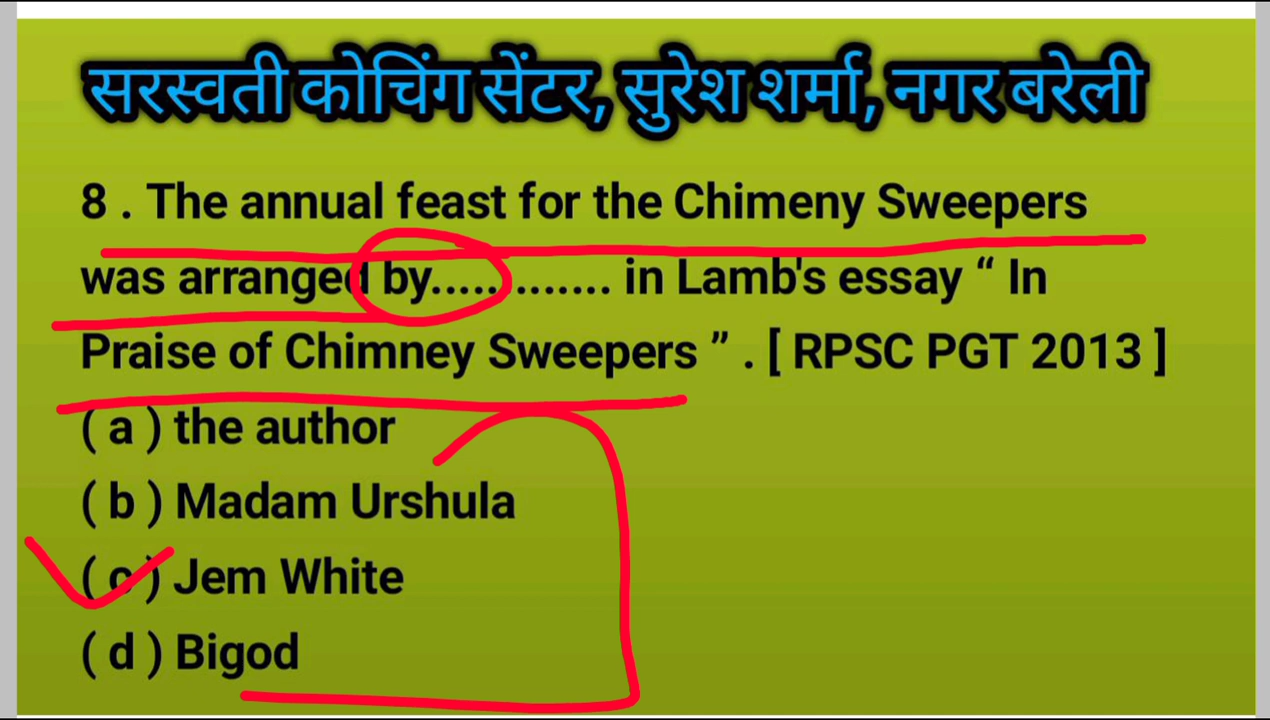 सरस्वती कोचिंग सेंटर, सुरेश शर्मा, नगर बरेली
8 . The annual feast for the Chimeny Sweepers
was arranged by............ in Lamb's essay “ In
Praise of Chimney Sweepers ” . [ RPSC PGT 2013 ]
( a ) the author
( b ) Madam Urshula
( c ) Jem White
( d ) Bigod